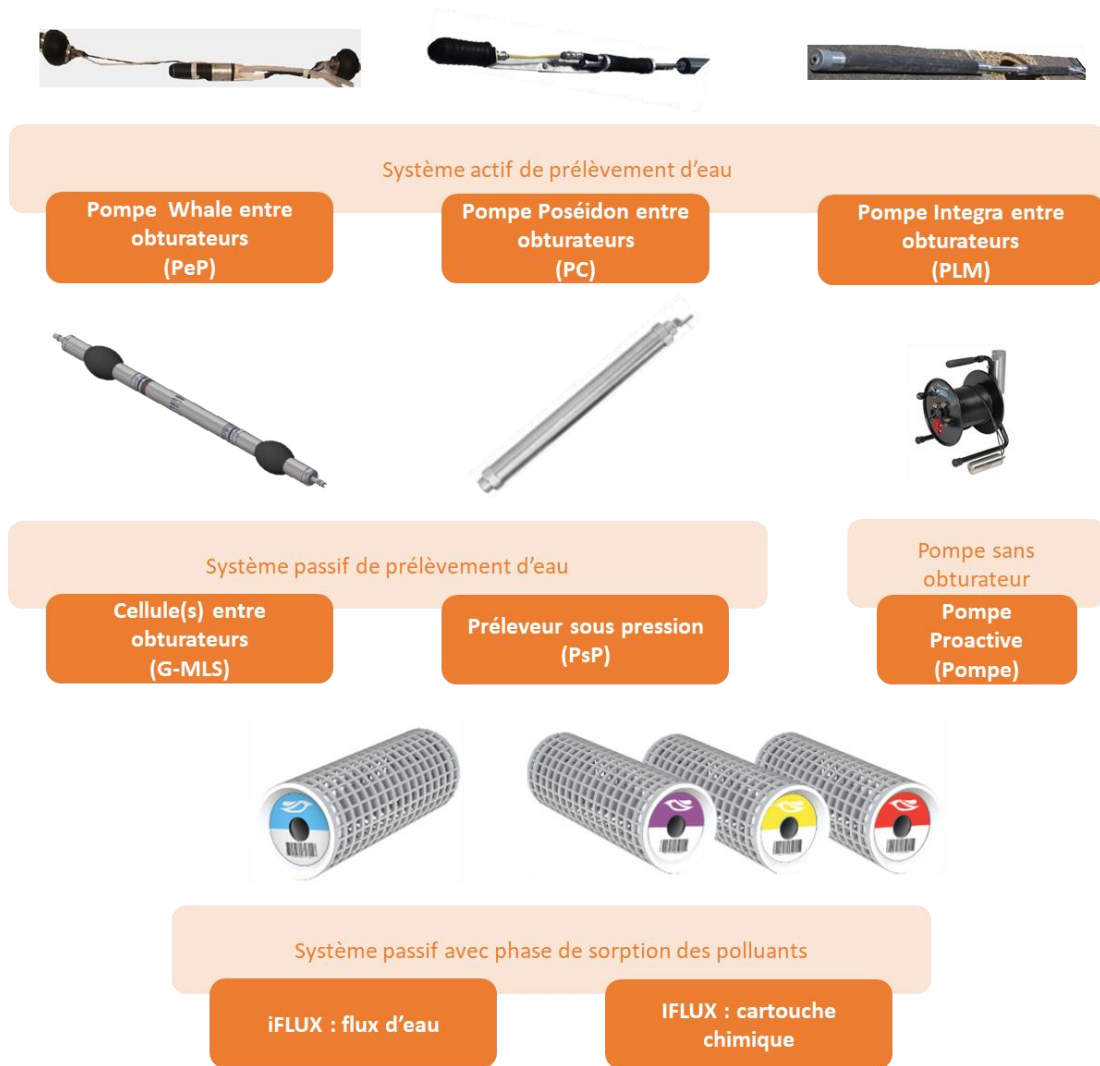 Système actif de prélèvement d'eau
Pompe Whale entre
obturateurs
(PeP)
Pompe Poséidon entre
obturateurs
(PC)
Pompe Integra entre
obturateurs
(PLM)
Système passif de prélèvement d'eau
Pompe sans
obturateur
Cellule(s) entre
obturateurs
(G-MLS)
Préleveur sous pression
(PsP)
Pompe
Proactive
(Pompe)
Système passif avec phase de sorption des polluants
iFLUX : flux d'eau
IFLUX : cartouche
chimique